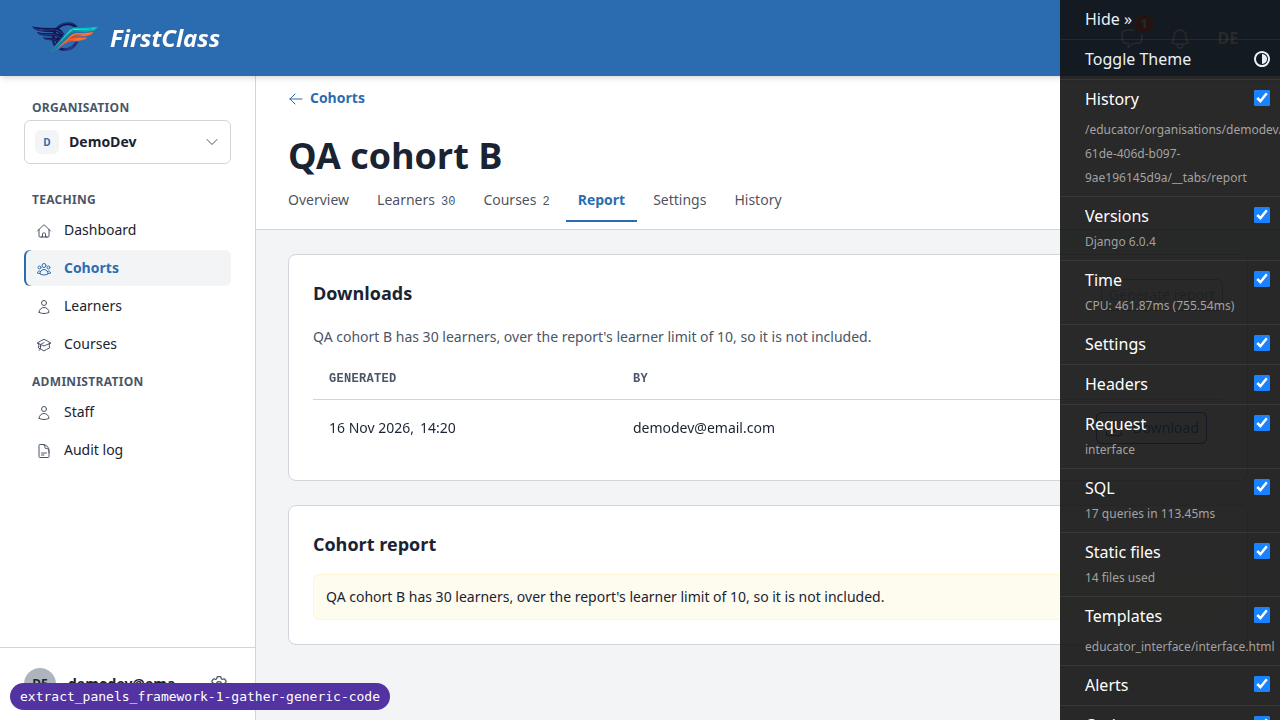 FirstClass
Hide »
1
DE
Toggle Theme
ORGANISATION
D DemoDev
TEACHING
Dashboard
Cohorts
Learners
Courses
ADMINISTRATION
Staff
Audit log
extract_panels_framework-1-gather-generic-code
← Cohorts
QA cohort B
Overview Learners 30 Courses 2 Report Settings History
Downloads
QA cohort B has 30 learners, over the report's learner limit of 10, so it is not included.
GENERATED BY
16 Nov 2026, 14:20 demodev@email.com
Cohort report
QA cohort B has 30 learners, over the report's learner limit of 10, so it is not included.
History
/educator/organisations/demodev
61de-406d-b097-
9ae196145d9a/__tabs/report
Versions
Django 6.0.4
Time
CPU: 461.87ms (755.54ms)
Settings
Headers
Request
interface
SQL
17 queries in 113.45ms
Static files
14 files used
Templates
educator_interface/interface.html
Alerts